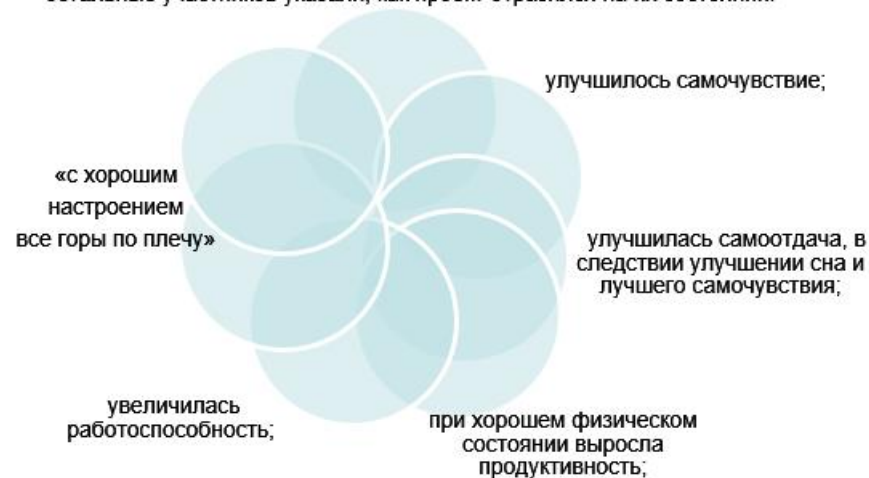 улучшилось самочувствие;
«с хорошим
настроением
все горы по плечу»
улучшилась самоотдача, в
следствии улучшении сна и
лучшего самочувствия;
увеличилась
работоспособность;
при хорошем физическом
состоянии выросла
продуктивность;